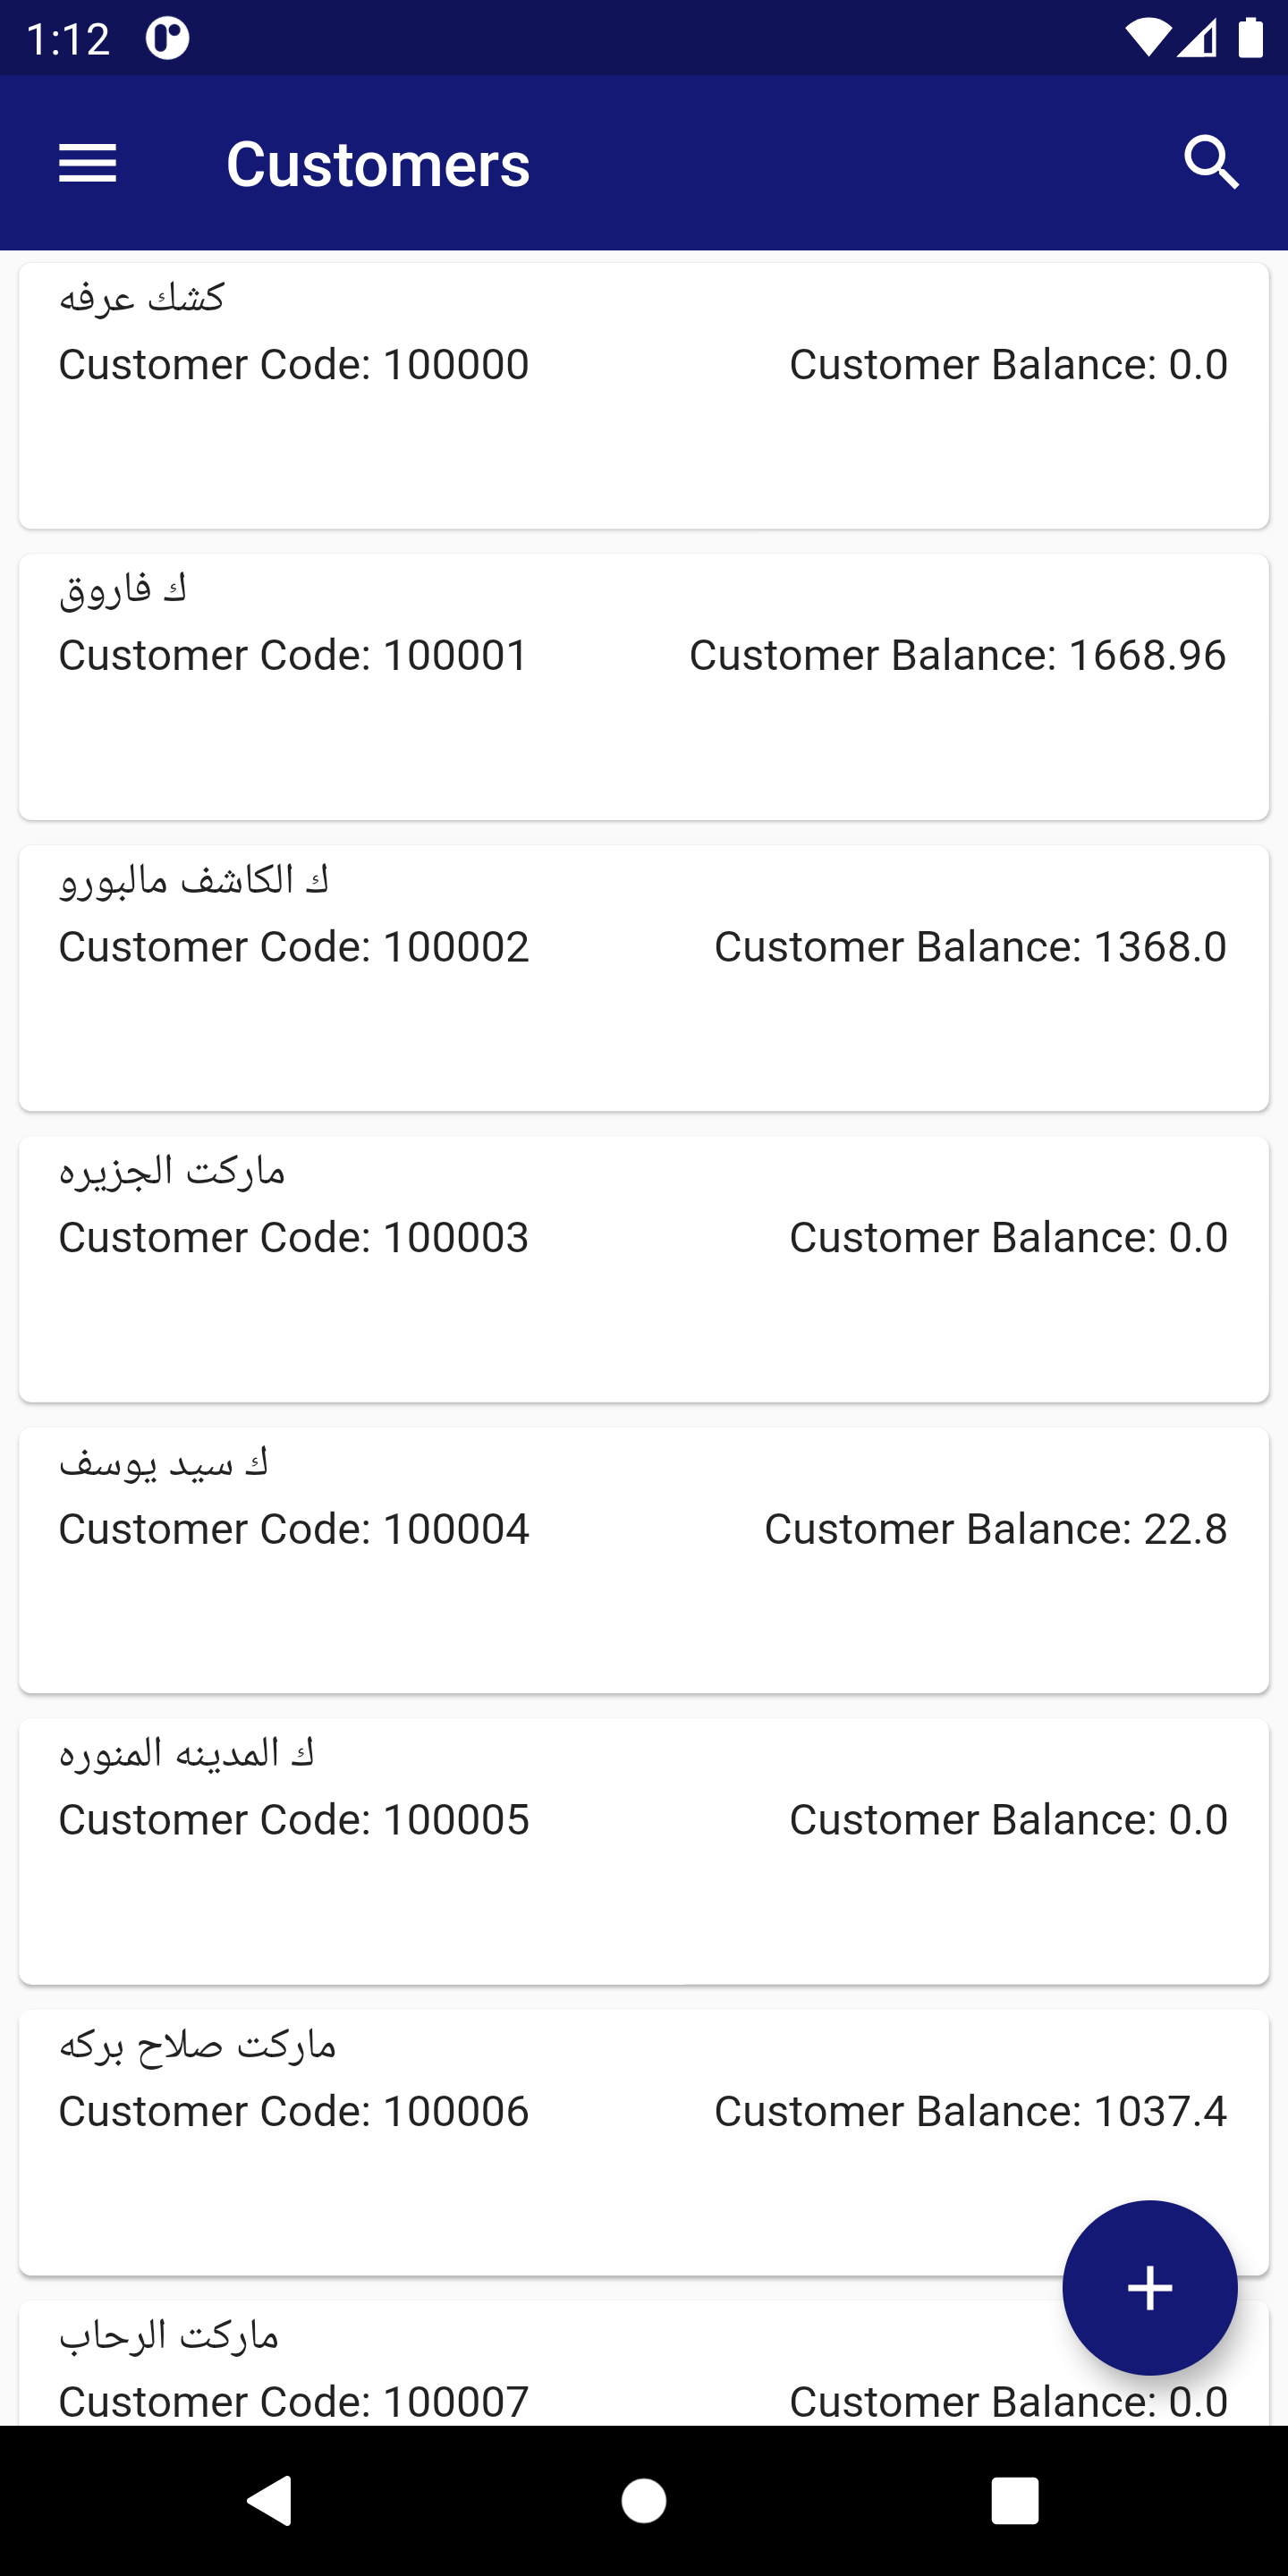 1:12
Customers
كشك عرفه
Customer Code: 100000 Customer Balance: 0.0
ك فاروق
Customer Code: 100001 Customer Balance: 1668.96
ك الكاشف مالبورو
Customer Code: 100002 Customer Balance: 1368.0
ماركت الجزيره
Customer Code: 100003 Customer Balance: 0.0
ك سيد يوسف
Customer Code: 100004 Customer Balance: 22.8
ك المدينه المنوره
Customer Code: 100005 Customer Balance: 0.0
ماركت صلاح بركه
Customer Code: 100006 Customer Balance: 1037.4
ماركت الرحاب
Customer Code: 100007 Customer Balance: 0.0